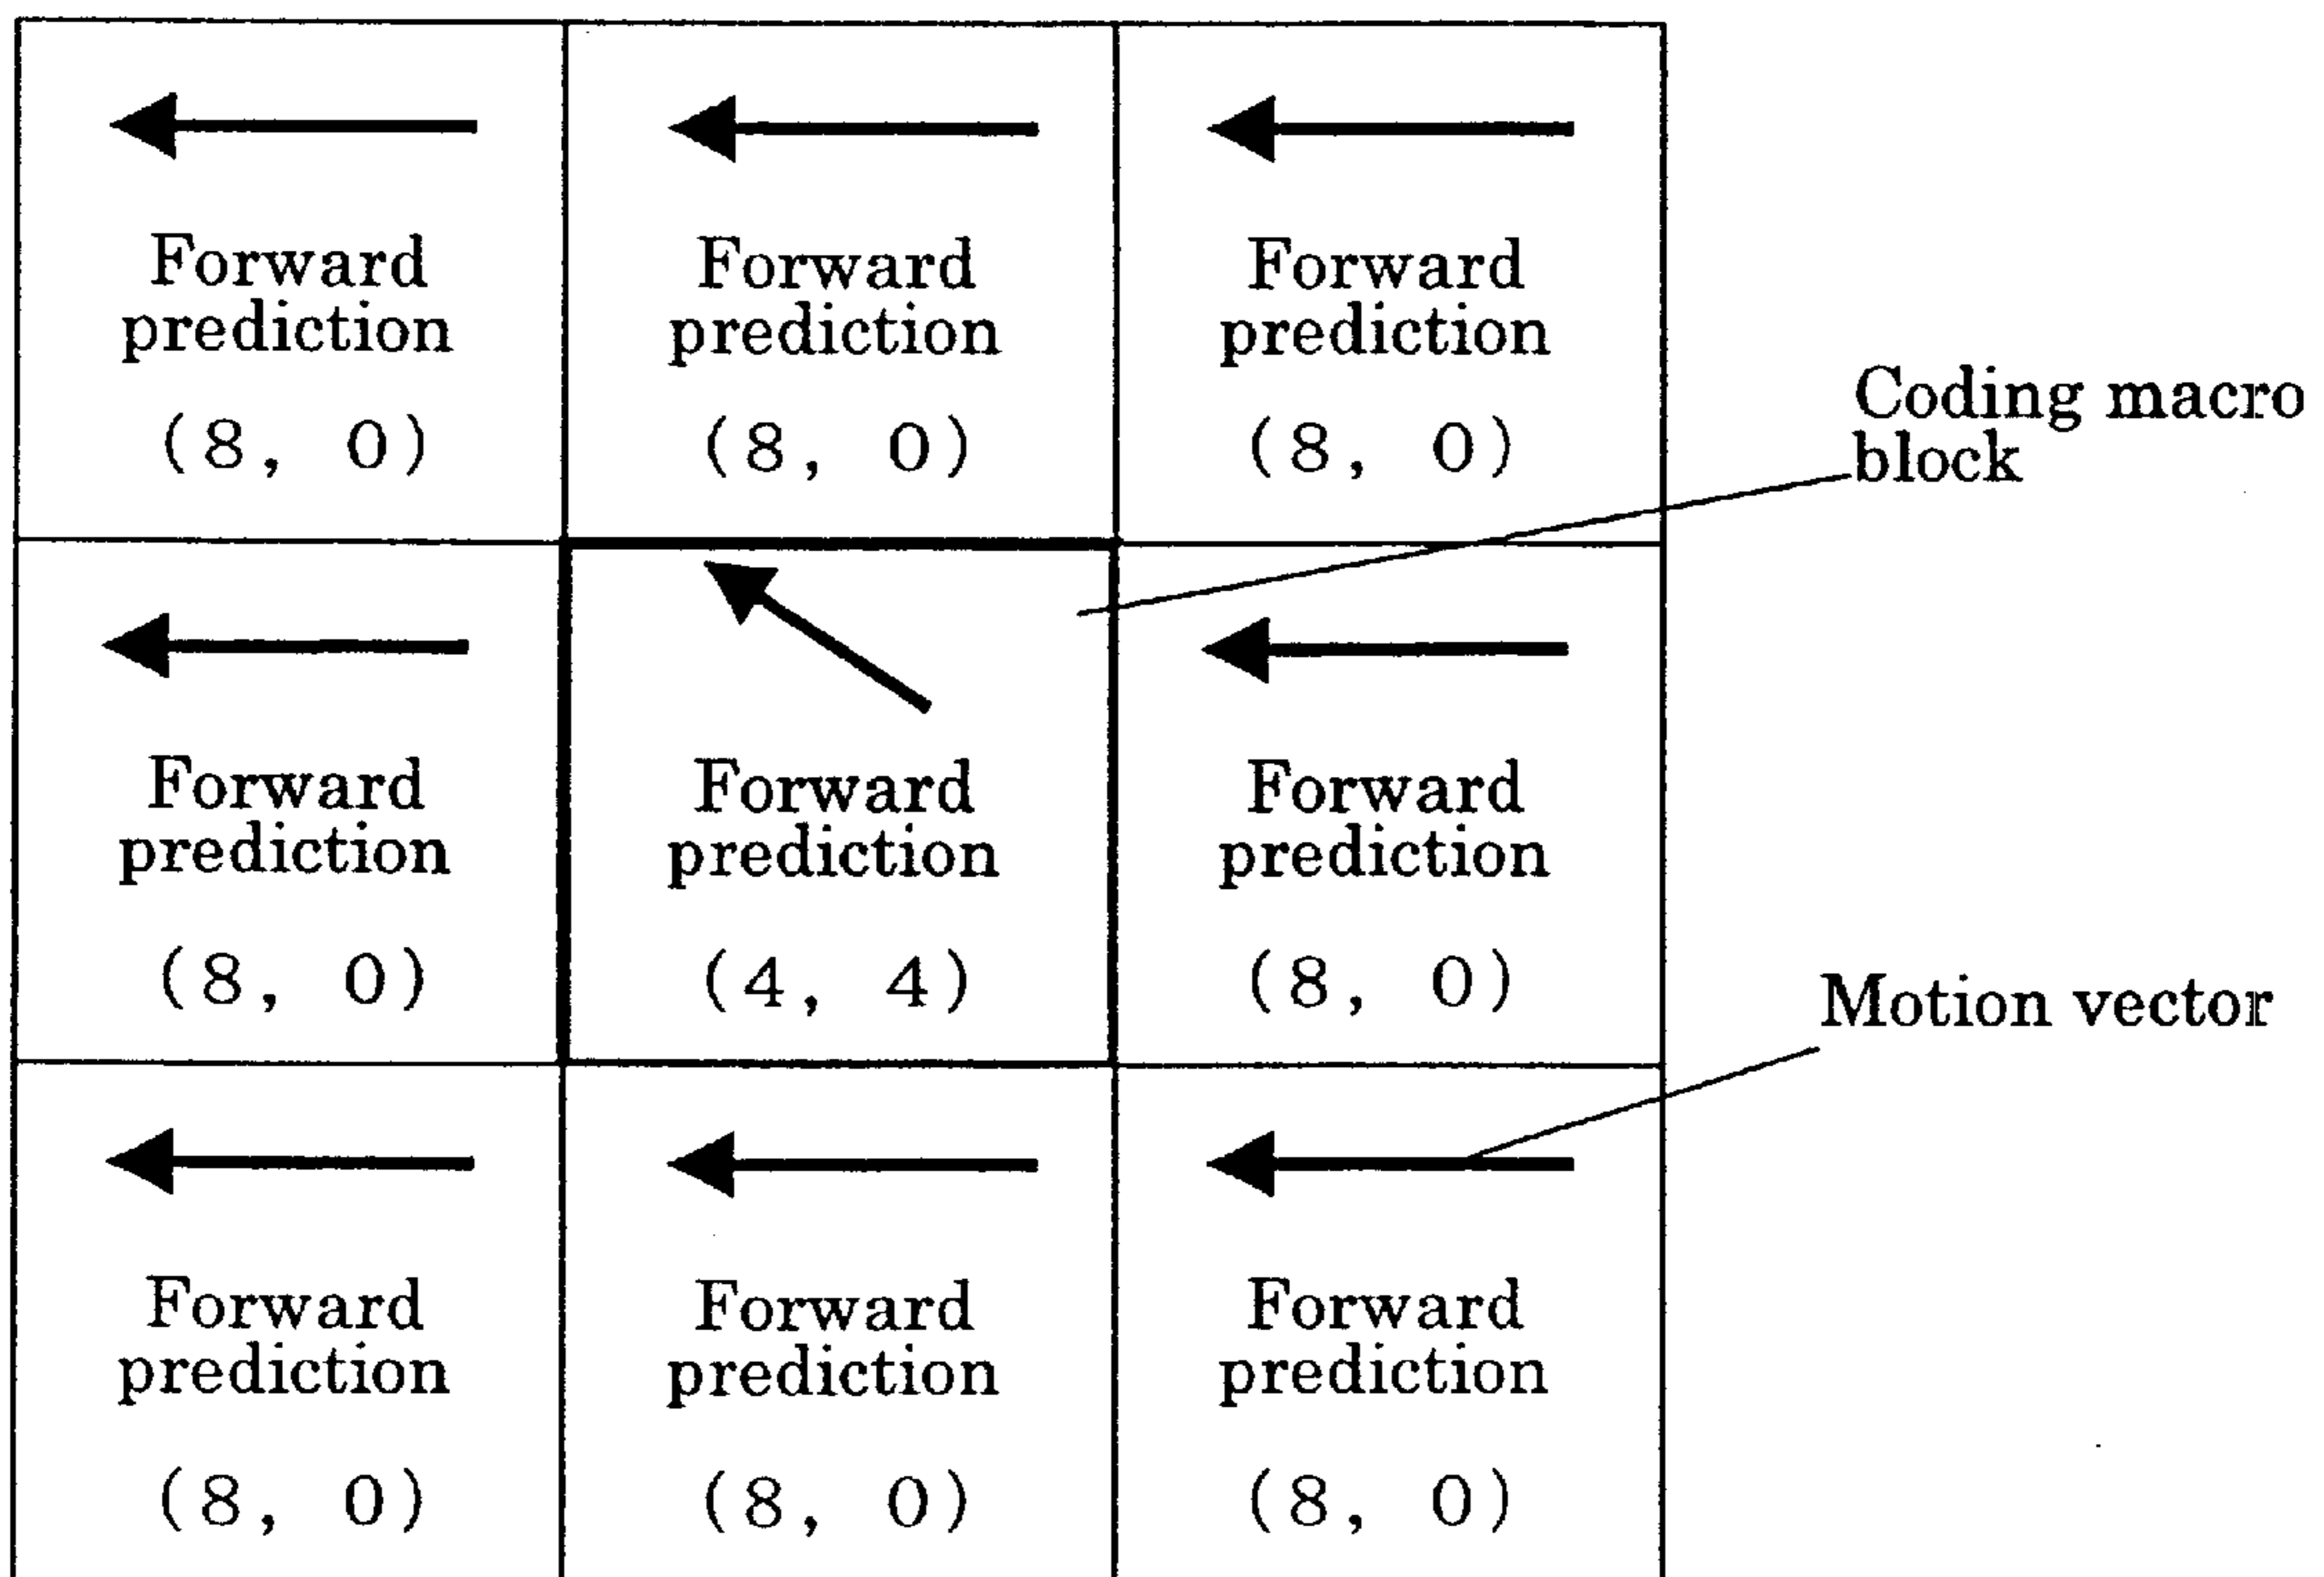 Forward
prediction
(8, 0)
Forward
prediction
(8, 0)
Forward
prediction
(8, 0)
Coding macro
block
Forward
prediction
(8, 0)
Forward
prediction
(4, 4)
Forward
prediction
(8, 0)
Motion vector
Forward
prediction
(8, 0)
Forward
prediction
(8, 0)
Forward
prediction
(8, 0)